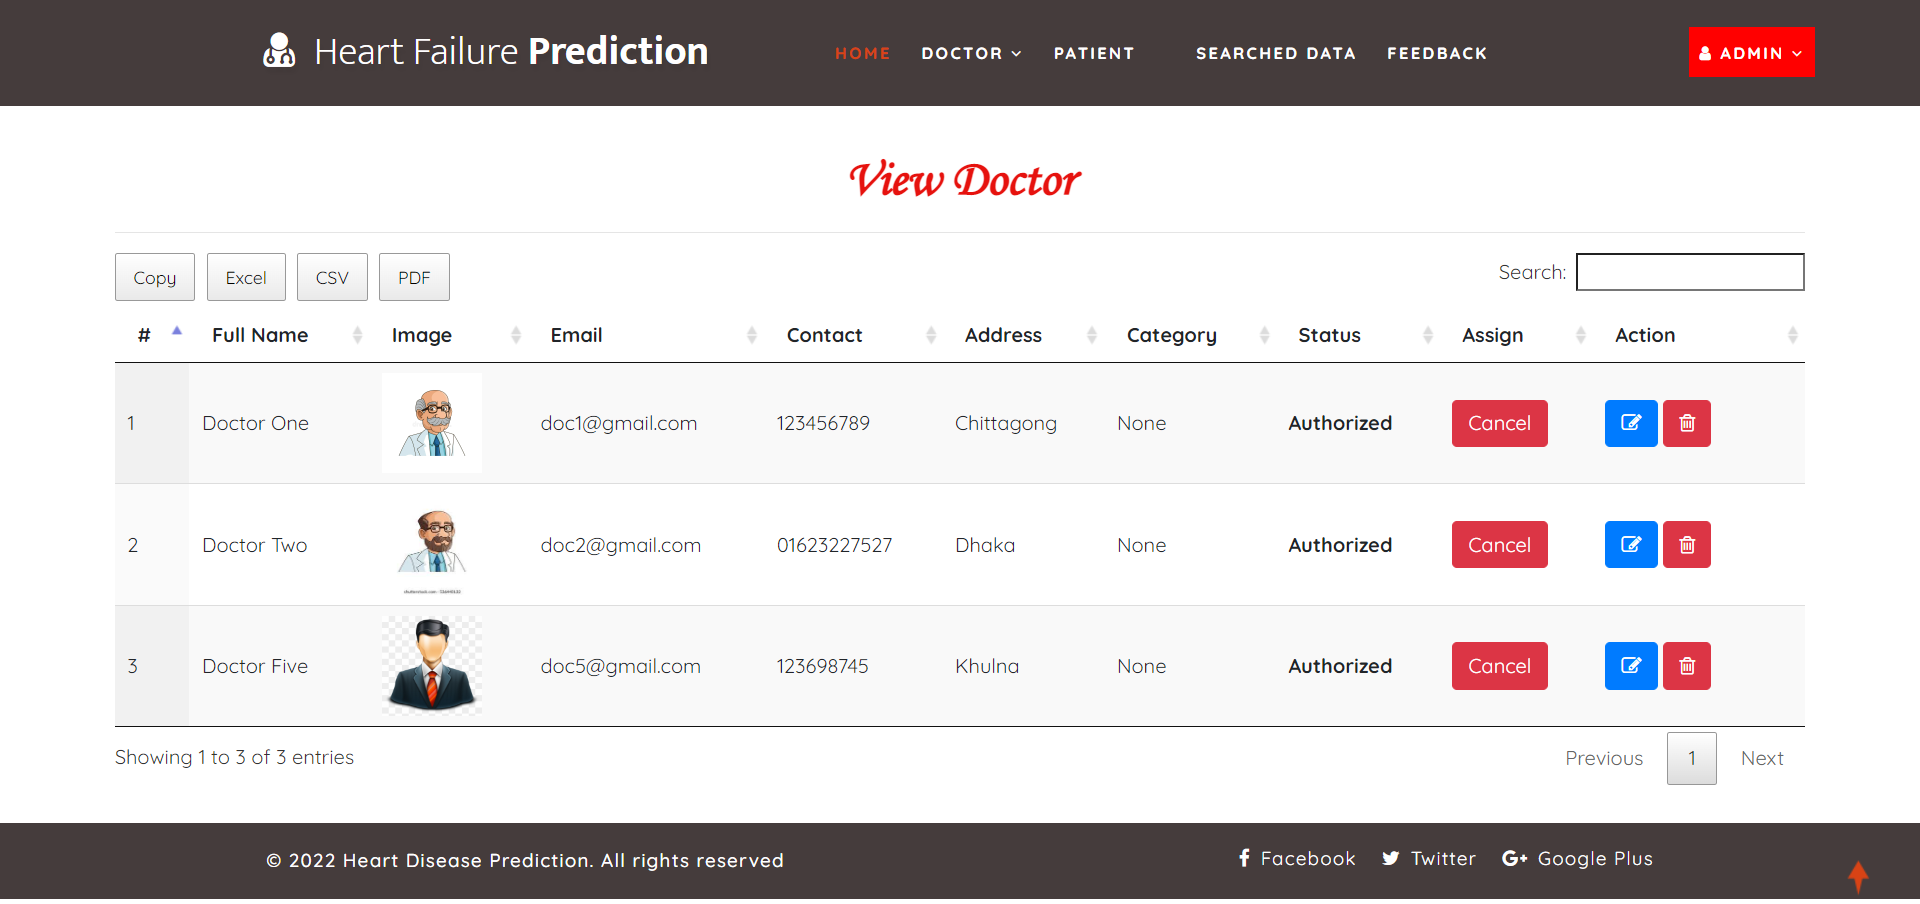 Heart Failure Prediction HOME DOCTOR PATIENT SEARCHED DATA FEEDBACK ADMIN
View Doctor
Copy Excel CSV PDF Search:
# Full Name Image Email Contact Address Category Status Assign Action
1 Doctor One doc1@gmail.com 123456789 Chittagong None Authorized Cancel
2 Doctor Two doc2@gmail.com 01623227527 Dhaka None Authorized Cancel
3 Doctor Five doc5@gmail.com 123698745 Khulna None Authorized Cancel
Showing 1 to 3 of 3 entries Previous 1 Next
© 2022 Heart Disease Prediction. All rights reserved Facebook Twitter Google Plus